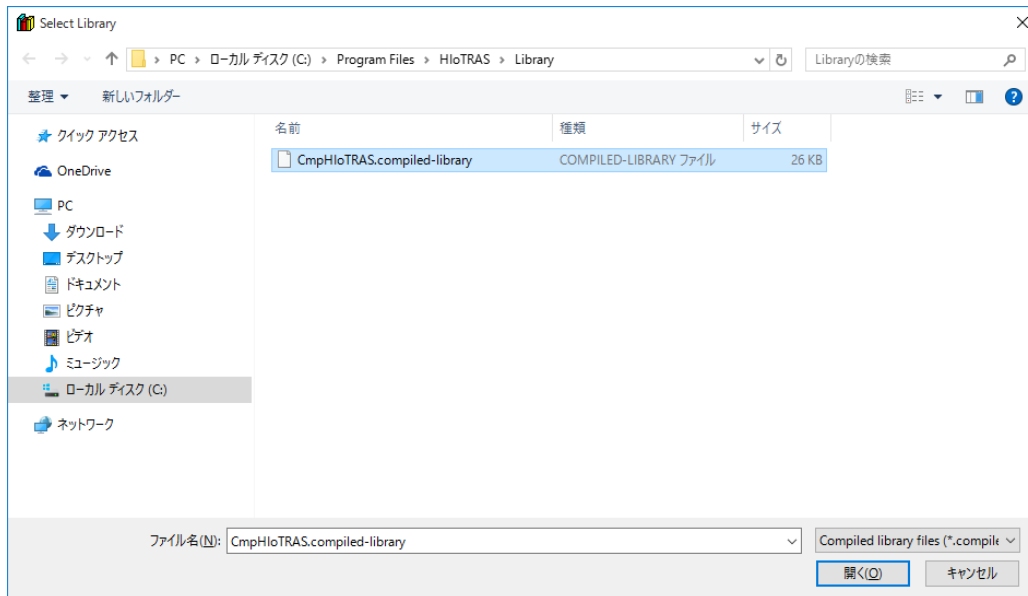 Select Library
PC › ローカル ディスク (C:) › Program Files › HIoTRAS › Library
Libraryの検索
整理 新しいフォルダー
名前 種類 サイズ
CmpHIoTRAS.compiled-library COMPILED-LIBRARY ファイル 26 KB
クイック アクセス
OneDrive
PC
ダウンロード
デスクトップ
ドキュメント
ピクチャ
ビデオ
ミュージック
ローカル ディスク (C:)
ネットワーク
ファイル名(N): CmpHIoTRAS.compiled-library
Compiled library files (*.compile
開く(O) キャンセル